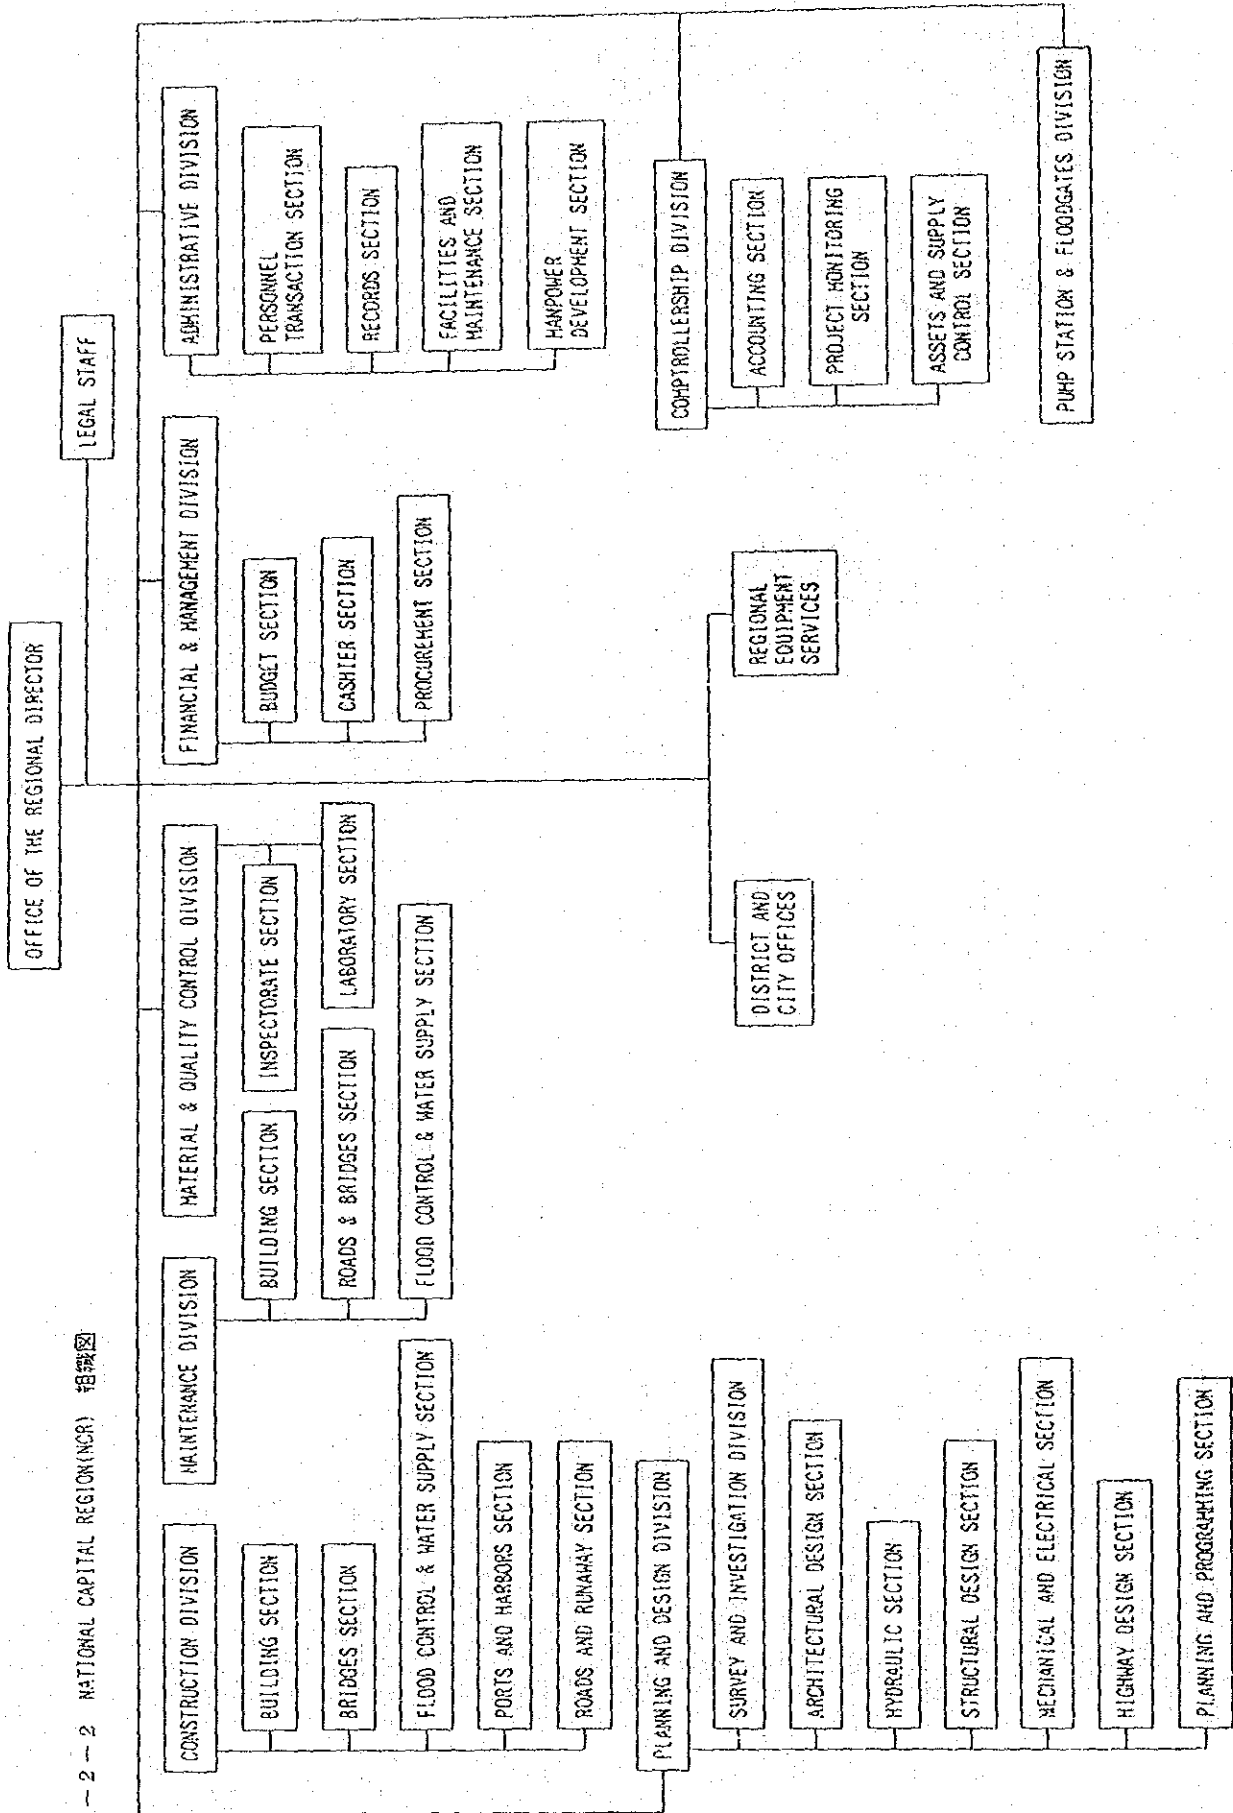 -2-2 NATIONAL CAPITAL REGION(NCR) 組織図
OFFICE OF THE REGIONAL DIRECTOR
LEGAL STAFF
CONSTRUCTION DIVISION
BUILDING SECTION
BRIDGES SECTION
FLOOD CONTROL & WATER SUPPLY SECTION
PORTS AND HARBORS SECTION
ROADS AND RUNAWAY SECTION
MAINTENANCE DIVISION
BUILDING SECTION
ROADS & BRIDGES SECTION
FLOOD CONTROL & WATER SUPPLY SECTION
MATERIAL & QUALITY CONTROL DIVISION
INSPECTORATE SECTION
LABORATORY SECTION
FINANCIAL & MANAGEMENT DIVISION
BUDGET SECTION
CASHIER SECTION
PROCUREMENT SECTION
ADMINISTRATIVE DIVISION
PERSONNEL
TRANSACTION SECTION
RECORDS SECTION
FACILITIES AND
MAINTENANCE SECTION
MANPOWER
DEVELOPMENT SECTION
PLANNING AND DESIGN DIVISION
SURVEY AND INVESTIGATION DIVISION
ARCHITECTURAL DESIGN SECTION
HYDRAULIC SECTION
STRUCTURAL DESIGN SECTION
MECHANICAL AND ELECTRICAL SECTION
HIGHWAY DESIGN SECTION
PLANNING AND PROGRAMMING SECTION
DISTRICT AND
CITY OFFICES
REGIONAL
EQUIPMENT
SERVICES
COMPTROLLERSHIP DIVISION
ACCOUNTING SECTION
PROJECT MONITORING
SECTION
ASSETS AND SUPPLY
CONTROL SECTION
PUMP STATION & FLOODGATES DIVISION